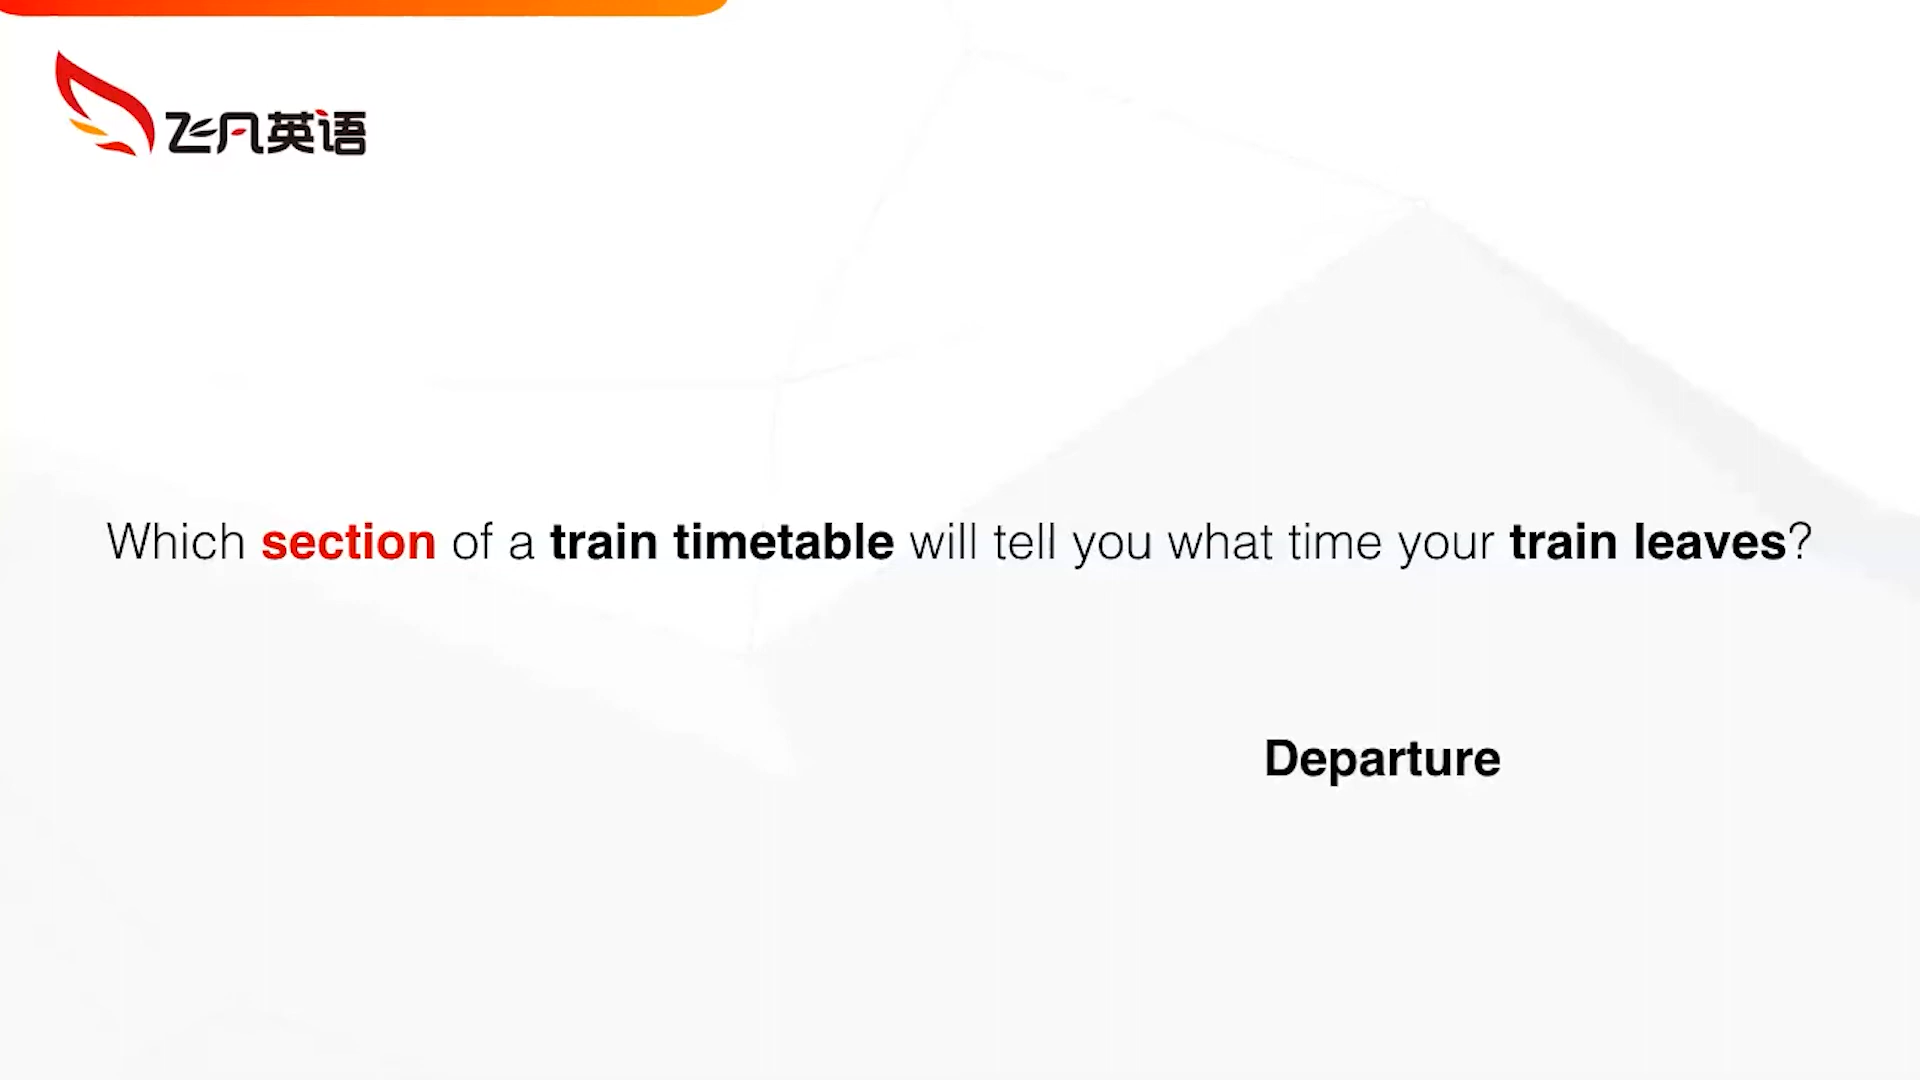 飞凡英语
Which section of a train timetable will tell you what time your train leaves?
Departure